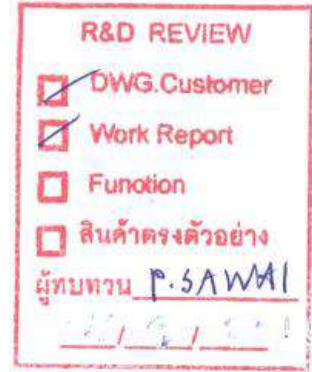 R&D REVIEW
DWG.Customer
Work Report
Function
สินค้าตรงตัวอย่าง
ผู้ทบทวน P.SAWAI